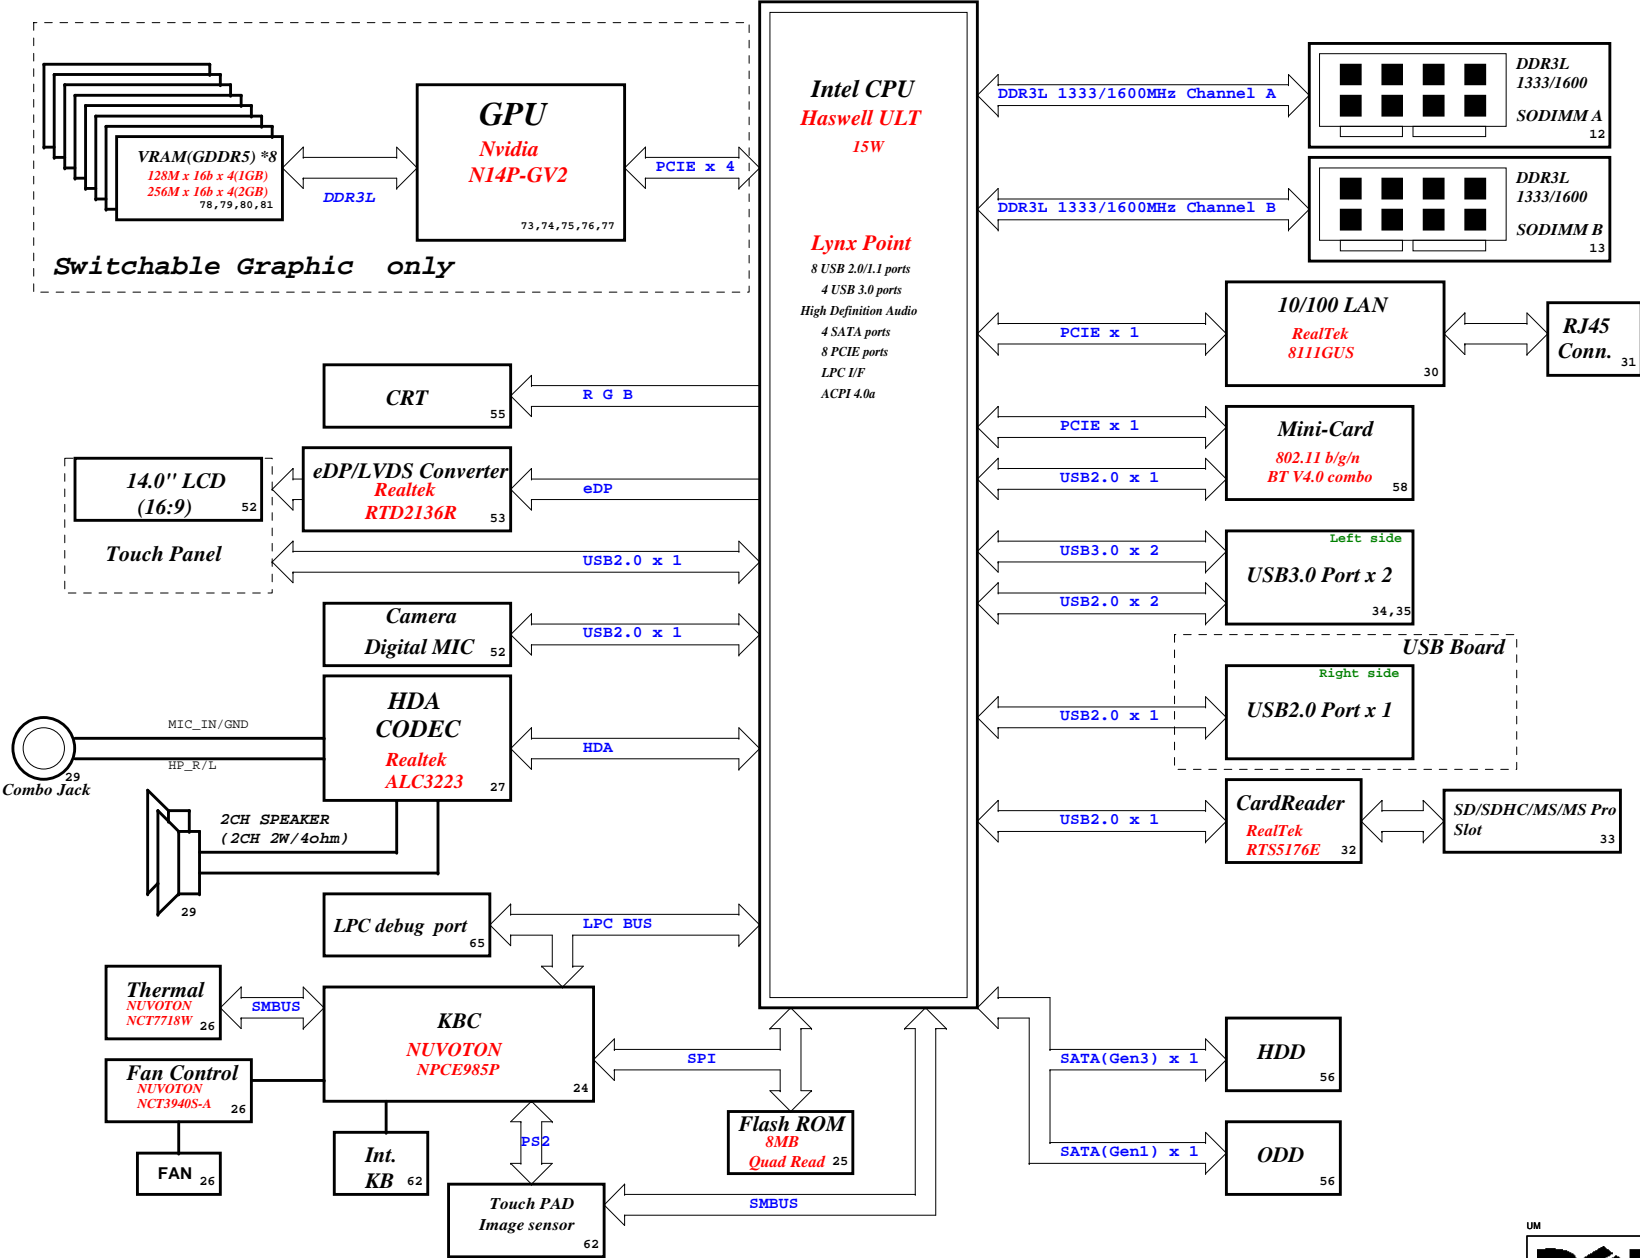 VRAM(GDDR5) *8
128M x 16b x 4(1GB)
256M x 16b x 4(2GB)
78,79,80,81
DDR3L
GPU
Nvidia
N14P-GV2
73,74,75,76,77
PCIE x 4
Switchable Graphic only
Intel CPU
Haswell ULT
15W
Lynx Point
8 USB 2.0/1.1 ports
4 USB 3.0 ports
High Definition Audio
4 SATA ports
8 PCIE ports
LPC I/F
ACPI 4.0a
DDR3L 1333/1600MHz Channel A
DDR3L
1333/1600
SODIMM A
12
DDR3L 1333/1600MHz Channel B
DDR3L
1333/1600
SODIMM B
13
PCIE x 1
10/100 LAN
RealTek
8111GUS
30
RJ45
Conn.
31
CRT
55
R G B
PCIE x 1
USB2.0 x 1
Mini-Card
802.11 b/g/n
BT V4.0 combo
58
14.0" LCD
(16:9)
52
Touch Panel
eDP/LVDS Converter
Realtek
RTD2136R
53
eDP
USB2.0 x 1
USB3.0 x 2
USB2.0 x 2
Left side
USB3.0 Port x 2
34,35
Camera
Digital MIC
52
USB2.0 x 1
USB Board
Right side
USB2.0 Port x 1
USB2.0 x 1
HDA
CODEC
Realtek
ALC3223
27
HDA
MIC_IN/GND
HP_R/L
29
Combo Jack
2CH SPEAKER
(2CH 2W/4ohm)
29
USB2.0 x 1
CardReader
RealTek
RTS5176E
32
SD/SDHC/MS/MS Pro
Slot
33
LPC debug port
65
LPC BUS
Thermal
NUVOTON
NCT7718W
26
SMBUS
KBC
NUVOTON
NPCE985P
24
SPI
Fan Control
NUVOTON
NCT3940S-A
26
FAN
26
Int.
KB
62
PS2
Flash ROM
8MB
Quad Read
25
Touch PAD
Image sensor
62
SMBUS
SATA(Gen3) x 1
HDD
56
SATA(Gen1) x 1
ODD
56
UM